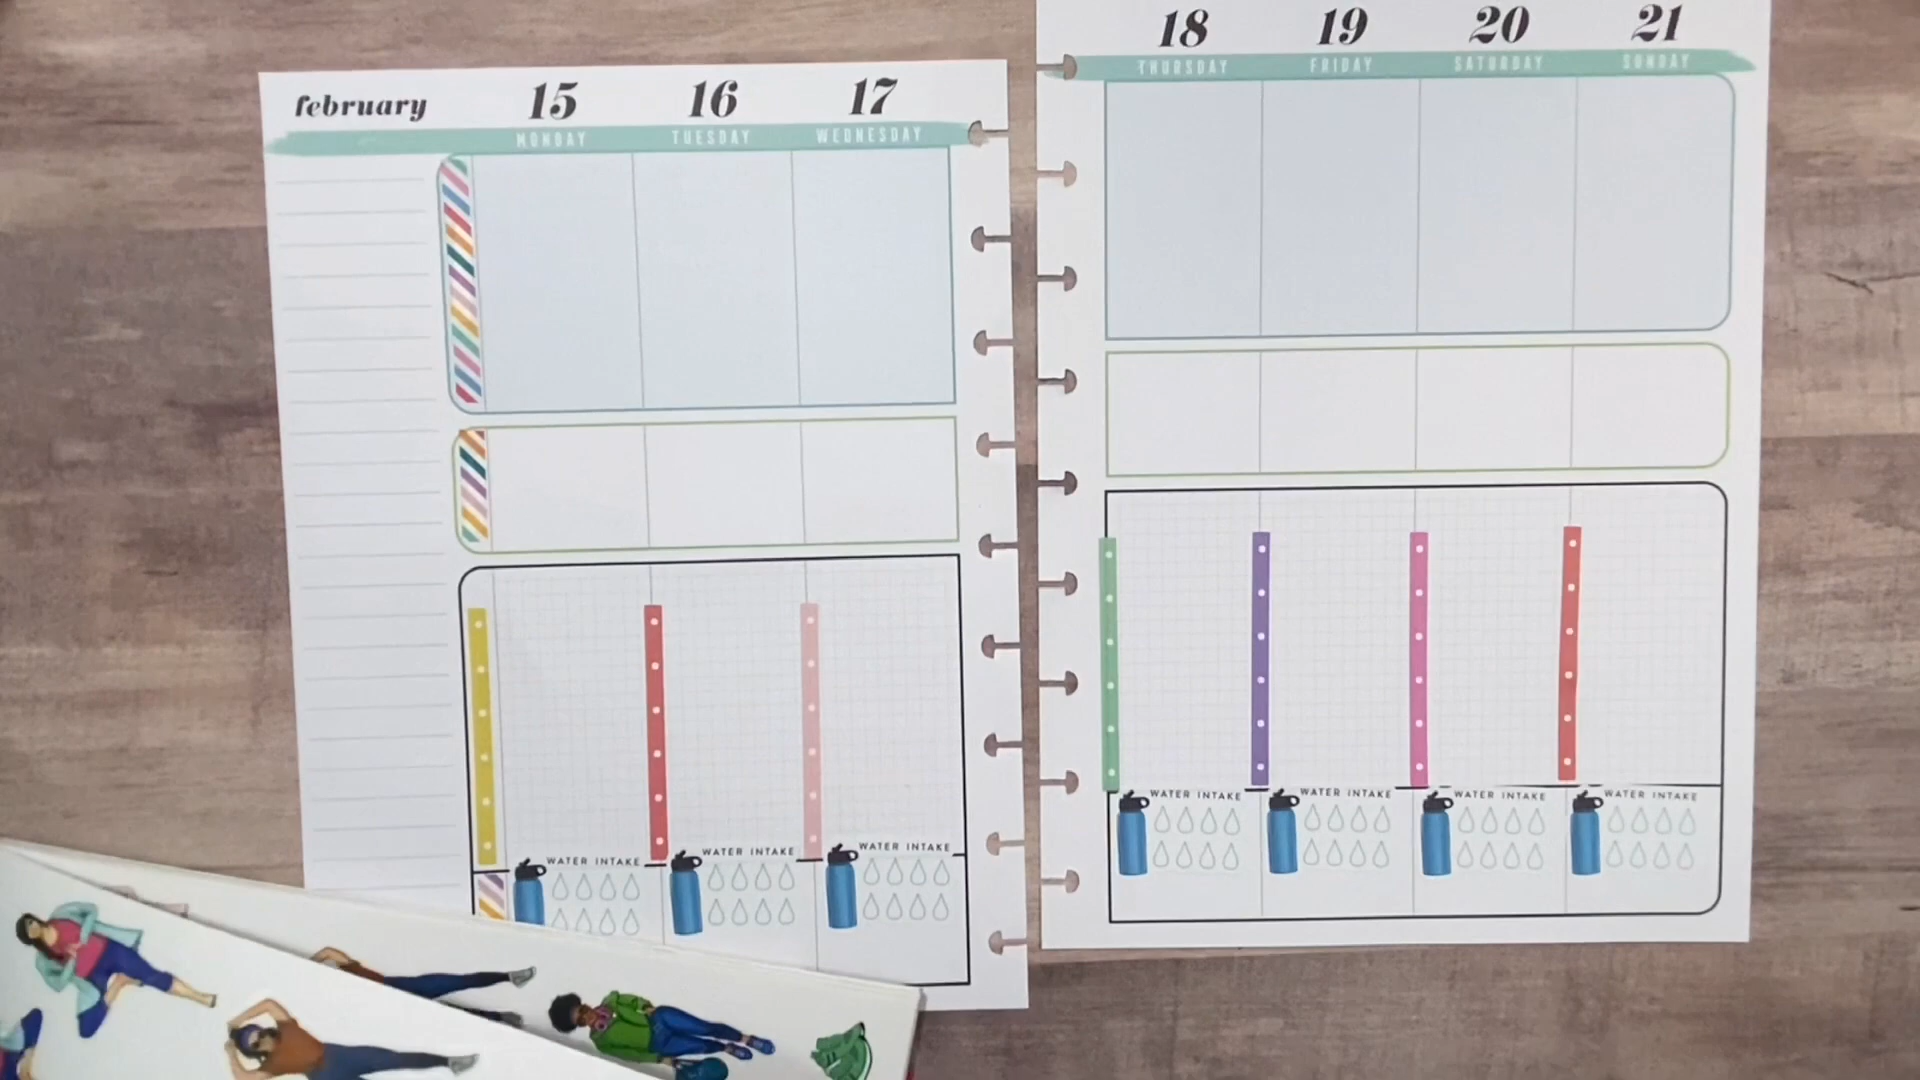 february 15 16 17
MONDAY TUESDAY WEDNESDAY
WATER INTAKE WATER INTAKE WATER INTAKE
18 19 20 21
THURSDAY FRIDAY SATURDAY SUNDAY
WATER INTAKE WATER INTAKE WATER INTAKE WATER INTAKE